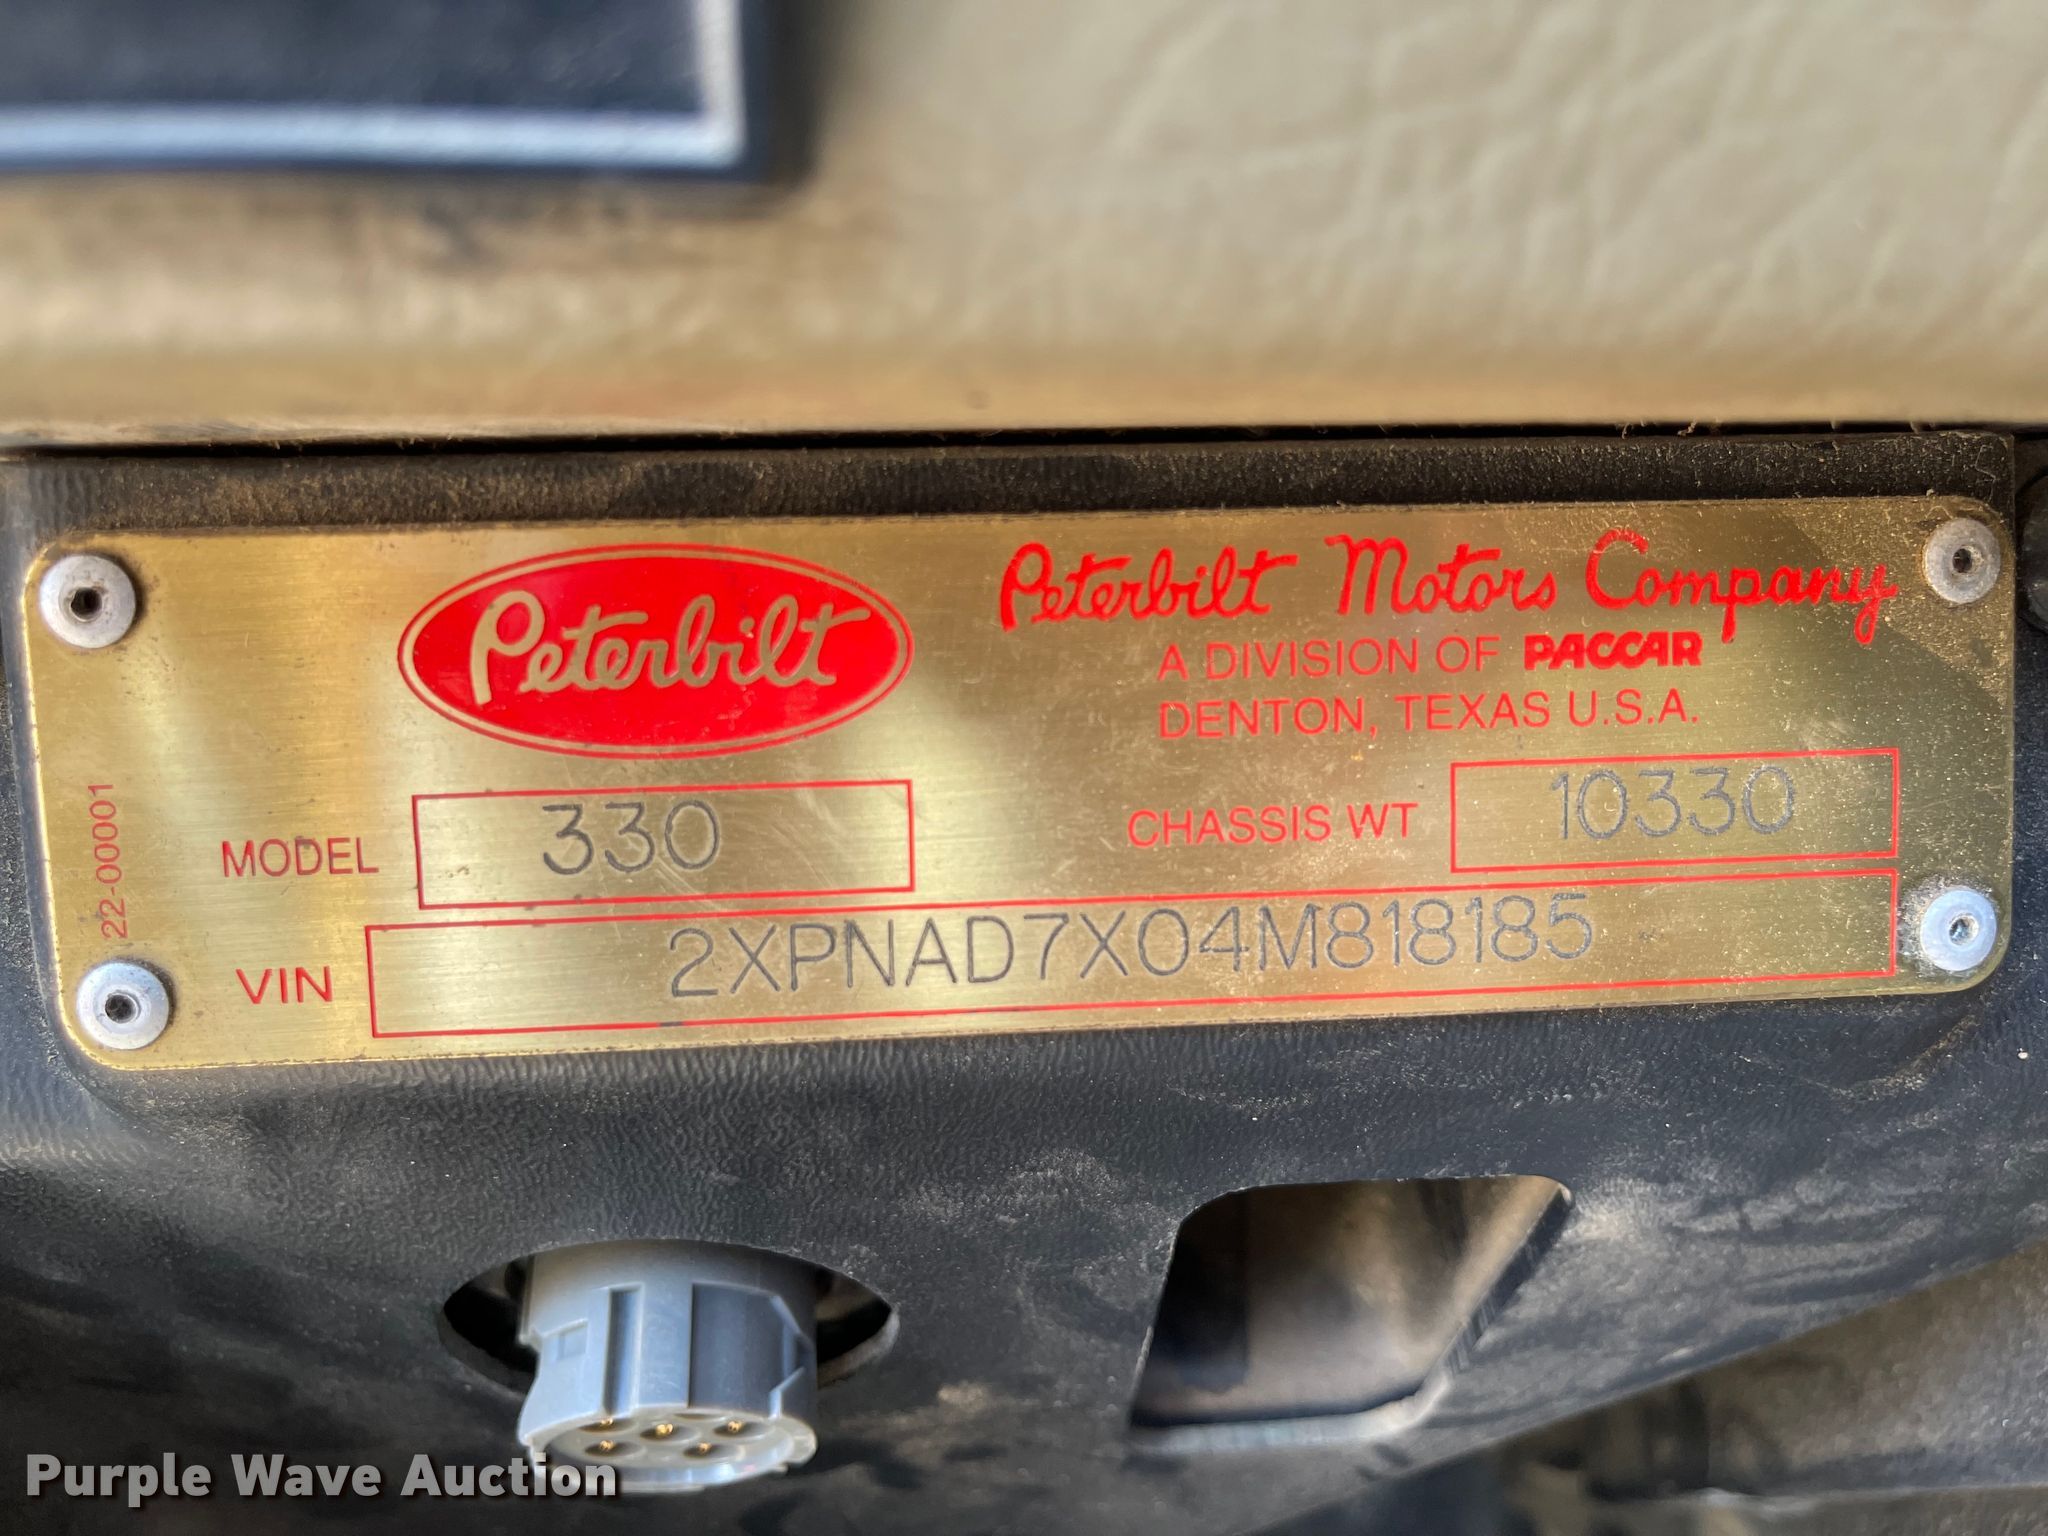 Peterbilt
Peterbilt Motors Company
A DIVISION OF PACCAR
DENTON, TEXAS U.S.A.
22-00001
MODEL 330
CHASSIS WT 10330
VIN 2XPNAD7X04M818185
Purple Wave Auction